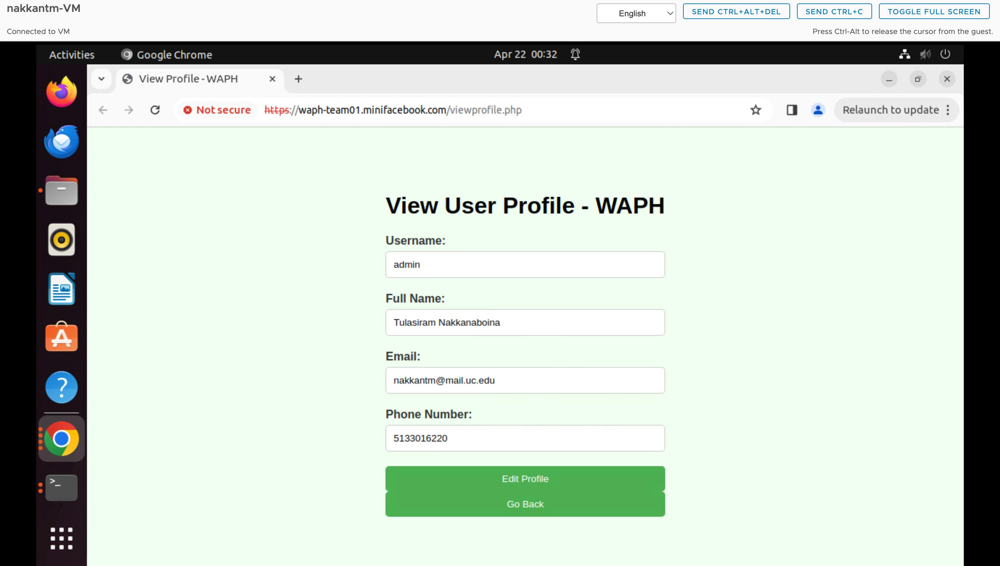 nakkantm-VM
English
SEND CTRL+ALT+DEL
SEND CTRL+C
TOGGLE FULL SCREEN
Connected to VM
Press Ctrl-Alt to release the cursor from the guest.
Activities
Google Chrome
Apr 22 00:32
View Profile - WAPH
Not secure
https://waph-team01.minifacebook.com/viewprofile.php
Relaunch to update
View User Profile - WAPH
Username:
admin
Full Name:
Tulasiram Nakkanaboina
Email:
nakkantm@mail.uc.edu
Phone Number:
5133016220
Edit Profile
Go Back